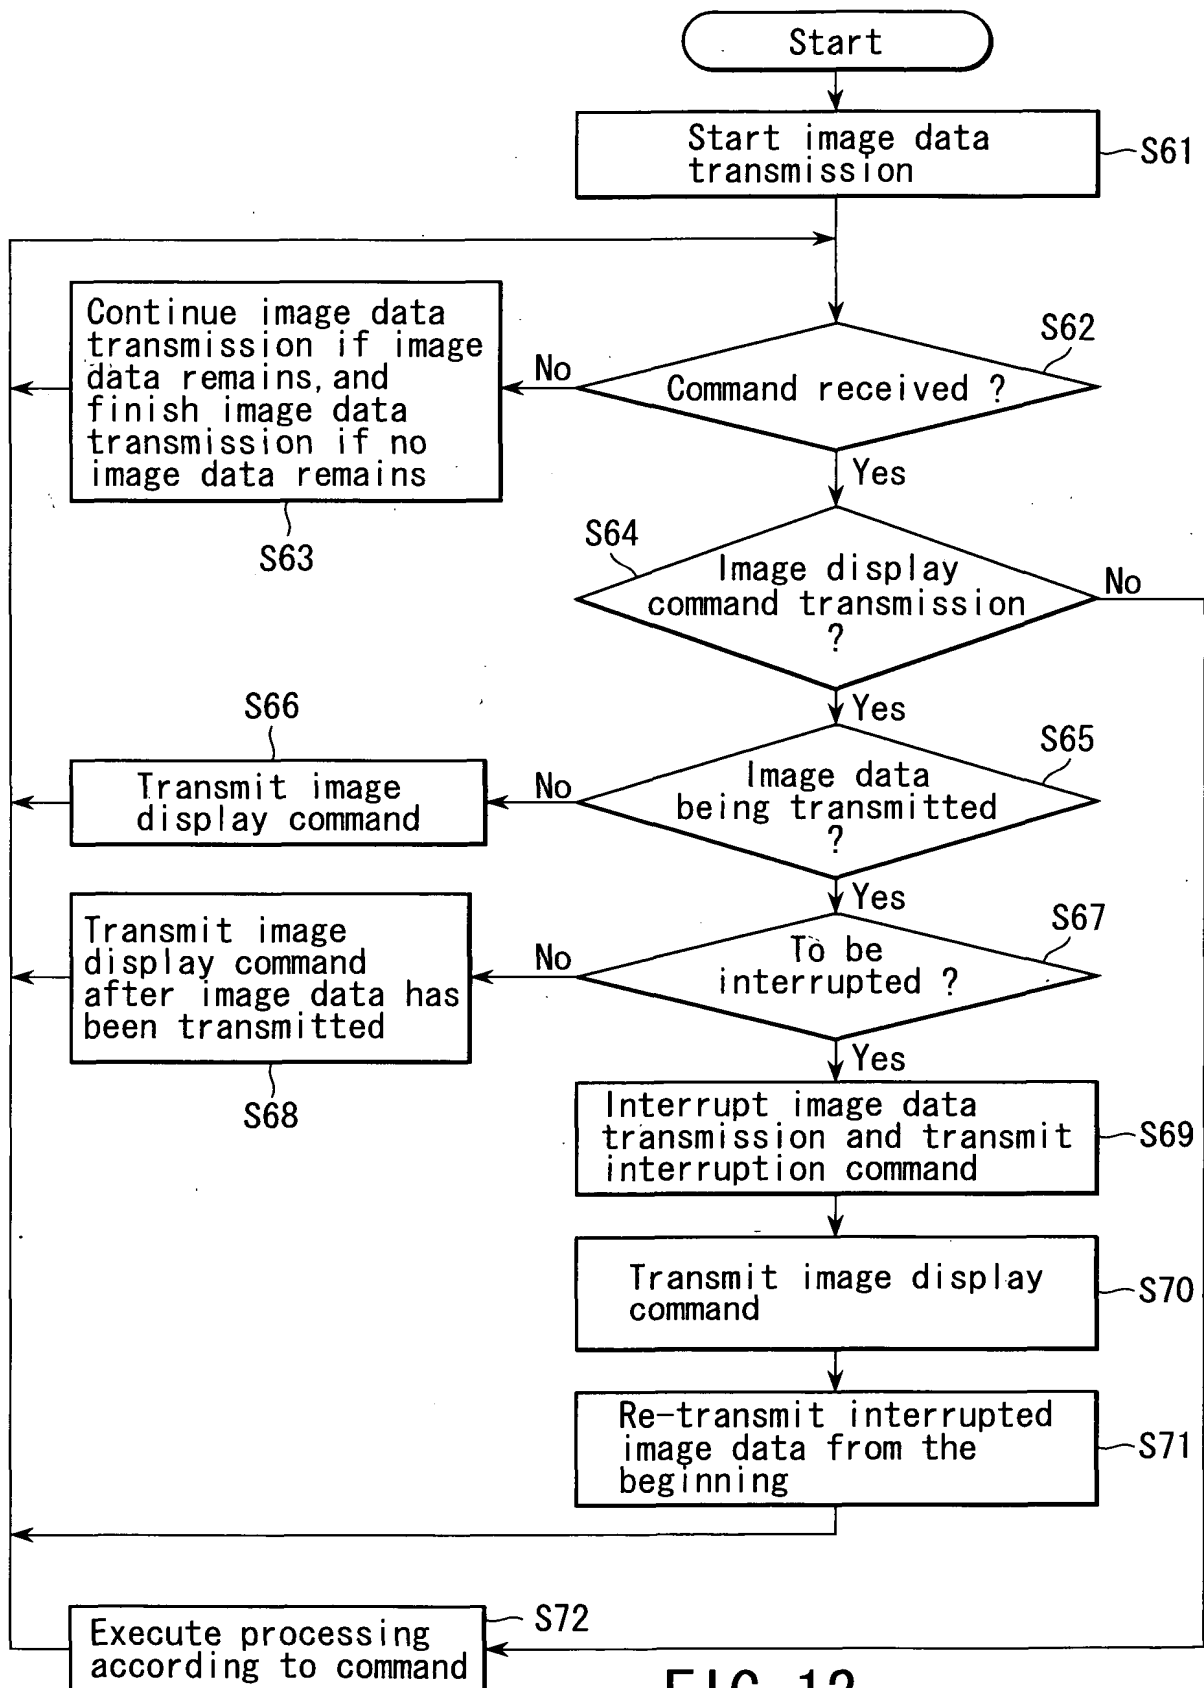 Start
Start image data
transmission
S61
Continue image data
transmission if image
data remains, and
finish image data
transmission if no
image data remains
S63
No
Command received ?
S62
Yes
S64
Image display
command transmission
?
No
Yes
S66
Transmit image
display command
No
Image data
being transmitted
?
S65
Yes
Transmit image
display command
after image data has
been transmitted
S68
No
To be
interrupted ?
S67
Yes
Interrupt image data
transmission and transmit
interruption command
S69
Transmit image display
command
S70
Re-transmit interrupted
image data from the
beginning
S71
Execute processing
according to command
S72